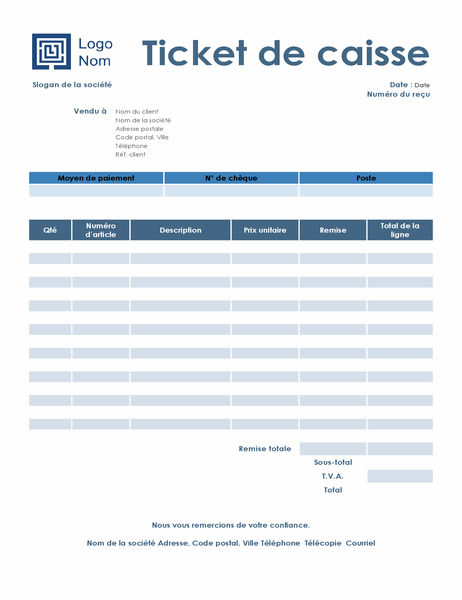 Logo
Nom
Ticket de caisse
Slogan de la société
Date : Date
Numéro du reçu
Vendu à
Nom du client
Nom de la société
Adresse postale
Code postal, Ville
Téléphone
Réf. client
Moyen de paiement N° de chèque Poste
Qté Numéro d'article Description Prix unitaire Remise Total de la ligne
Remise totale
Sous-total
T.V.A.
Total
Nous vous remercions de votre confiance.
Nom de la société Adresse, Code postal, Ville Téléphone Télécopie Courriel